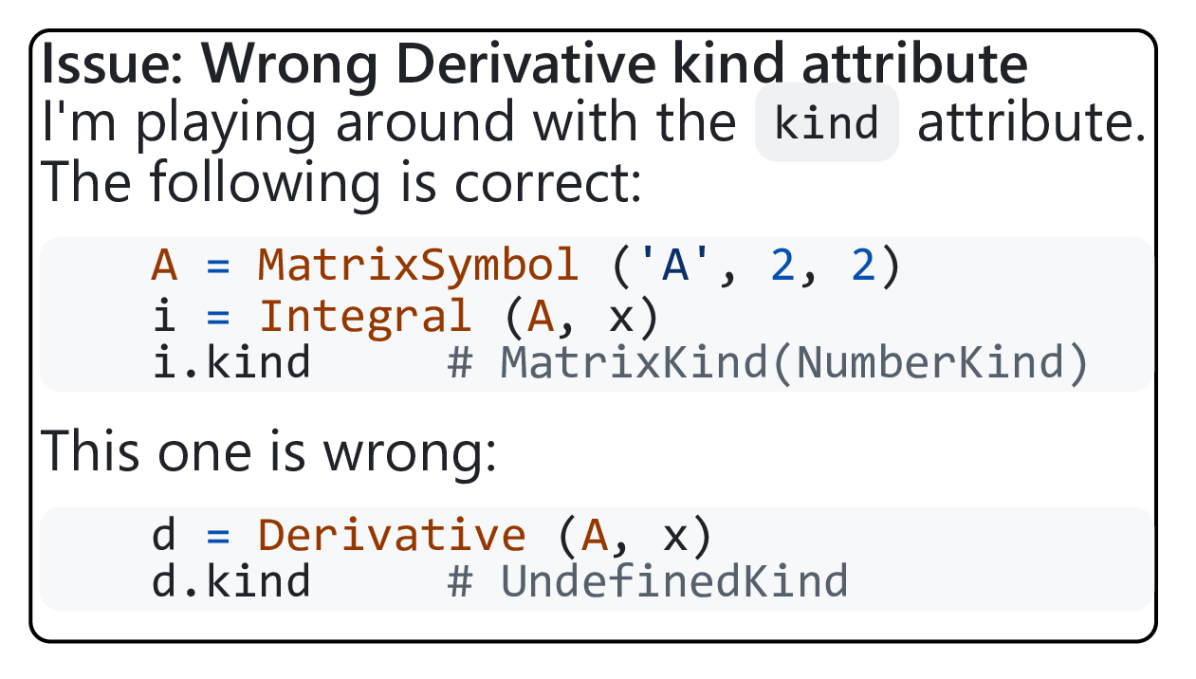 Issue: Wrong Derivative kind attribute
I'm playing around with the kind attribute.
The following is correct:
A = MatrixSymbol ('A', 2, 2)
i = Integral (A, x)
i.kind # MatrixKind(NumberKind)
This one is wrong:
d = Derivative (A, x)
d.kind # UndefinedKind